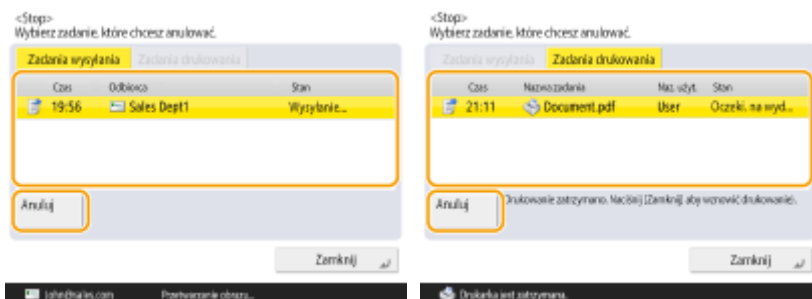 <Stop>
Wybierz zadanie, które chcesz anulować.
Zadania wysyłania Zadania drukowania
Czas Odbiorca Stan
19:56 Sales Dept1 Wysyłanie...
Anuluj
Zamknij
John@sales.com Przetwarzanie obrazu...
<Stop>
Wybierz zadanie, które chcesz anulować.
Zadania wysyłania Zadania drukowania
Czas Nazwa zadania Naz. użyt. Stan
21:11 Document.pdf User Oczeki. na wyd...
Anuluj
Drukowanie zatrzymano. Naciśnij [Zamknij] aby wznowić drukowanie.
Zamknij
Drukarka jest zatrzymana.